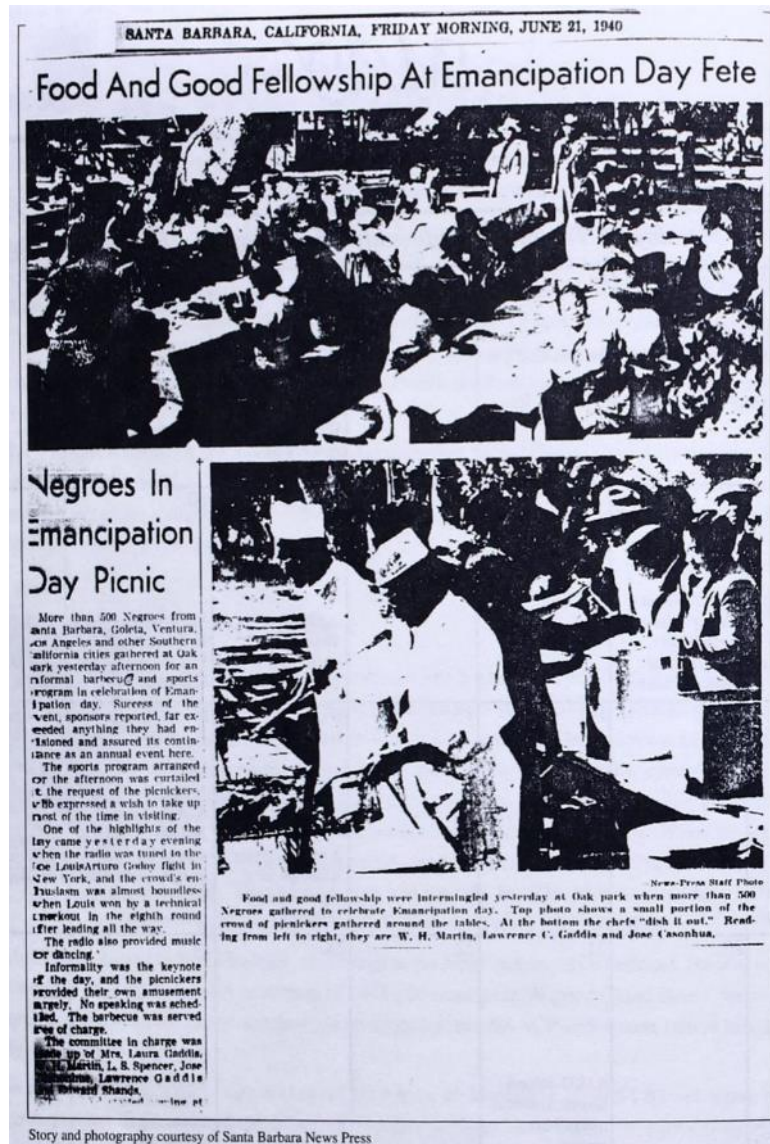 SANTA BARBARA, CALIFORNIA, FRIDAY MORNING, JUNE 21, 1940
Food And Good Fellowship At Emancipation Day Fete
Negroes In
Emancipation
Day Picnic
More than 500 Negroes from
anta Barbara, Goleta, Ventura,
os Angeles and other Southern
alifornia cities gathered at Oak
ark yesterday afternoon for an
nformal barbecue and sports
rogram in celebration of Eman-
ipation day. Success of the
vent, sponsors reported, far ex-
eeded anything they had en-
isioned and assured its contin-
ance as an annual event here.
The sports program arranged
or the afternoon was curtailed
t the request of the picnickers,
who expressed a wish to take up
most of the time in visiting.
One of the highlights of the
day came yesterday evening
when the radio was tuned to the
Joe Louis Arturo Godoy fight in
New York, and the crowd's en-
husiasm was almost boundless
when Louis won by a technical
knockout in the eighth round
after leading all the way.
The radio also provided music
or dancing.
Informality was the keynote
of the day, and the picnickers
provided their own amusement
largely. No speaking was sched-
uled. The barbecue was served
free of charge.
The committee in charge was
made up of Mrs. Laura Gaddis,
H. Martin, L. S. Spencer, Jose
Lawrence Gaddis
Edward Shands.
—News-Press Staff Photo
Food and good fellowship were intermingled yesterday at Oak park when more than 500
Negroes gathered to celebrate Emancipation day. Top photo shows a small portion of the
crowd of picnickers gathered around the tables. At the bottom the chefs "dish it out." Read-
ing from left to right, they are W. H. Martin, Lawrence C. Gaddis and Jose Casonhua.
Story and photography courtesy of Santa Barbara News Press